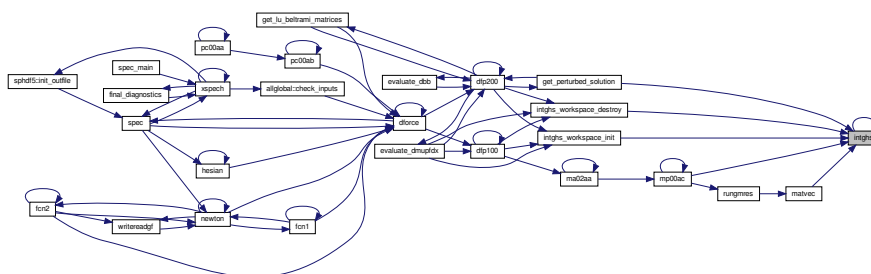 get_lu_beltrami_matrices
pc00aa
pc00ab
spec_main
sphdf5::init_outfile
xspech
final_diagnostics
allglobal::check_inputs
evaluate_dbb
dfp200
get_perturbed_solution
intghs_workspace_destroy
spec
dforce
intghs_workspace_init
intghs
evaluate_dmupfdx
dfp100
hesian
ma02aa
mp00ac
rungmres
matvec
fcn2
newton
writereadgf
fcn1